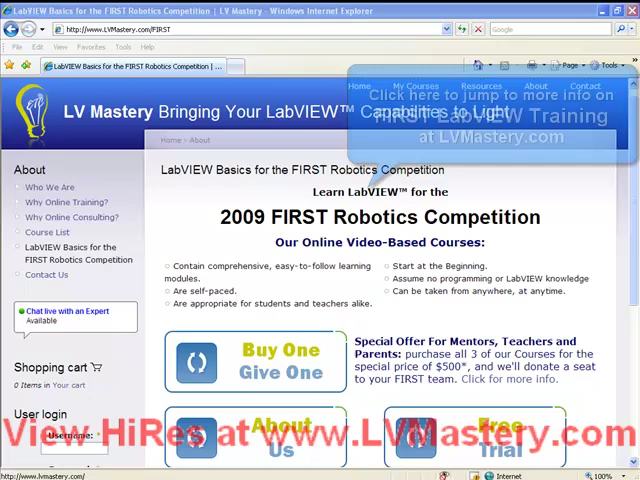 LabVIEW Basics for the FIRST Robotics Competition | LV Mastery - Windows Internet Explorer
http://www.LVMastery.com/FIRST
File Edit View Favorites Tools Help
LabVIEW Basics for the FIRST Robotics Competition | ...
Page Tools
Home My Courses Resources About Contact
Click here to jump to more info on
FIRST LabVIEW Training
at LVMastery.com
LV Mastery Bringing Your LabVIEW™ Capabilities to Light
Home > About
About
Who We Are
Why Online Training?
Why Online Consulting?
Course List
LabVIEW Basics for the
FIRST Robotics Competition
Contact Us
Chat live with an Expert
Available
Shopping cart
0 Items in Your cart
User login
Username:
LabVIEW Basics for the FIRST Robotics Competition
Learn LabVIEW™ for the
2009 FIRST Robotics Competition
Our Online Video-Based Courses:
Contain comprehensive, easy-to-follow learning
modules.
Are self-paced.
Are appropriate for students and teachers alike.
Start at the Beginning.
Assume no programming or LabVIEW knowledge
Can be taken from anywhere, at anytime.
Buy One
Give One
Special Offer For Mentors, Teachers and
Parents: purchase all 3 of our Courses for the
special price of $500*, and we'll donate a seat
to your FIRST team. Click for more info.
About
Us
Free
Trial
View HiRes at www.LVMastery.com
http://www.lvmastery.com/
Internet
100%